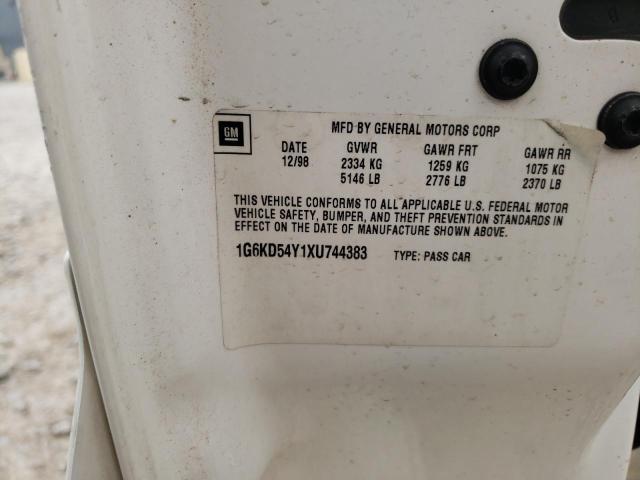 GM
MFD BY GENERAL MOTORS CORP
DATE GVWR GAWR FRT GAWR RR
12/98 2334 KG 1259 KG 1075 KG
5146 LB 2776 LB 2370 LB
THIS VEHICLE CONFORMS TO ALL APPLICABLE U.S. FEDERAL MOTOR
VEHICLE SAFETY, BUMPER, AND THEFT PREVENTION STANDARDS IN
EFFECT ON THE DATE OF MANUFACTURE SHOWN ABOVE.
1G6KD54Y1XU744383 TYPE: PASS CAR